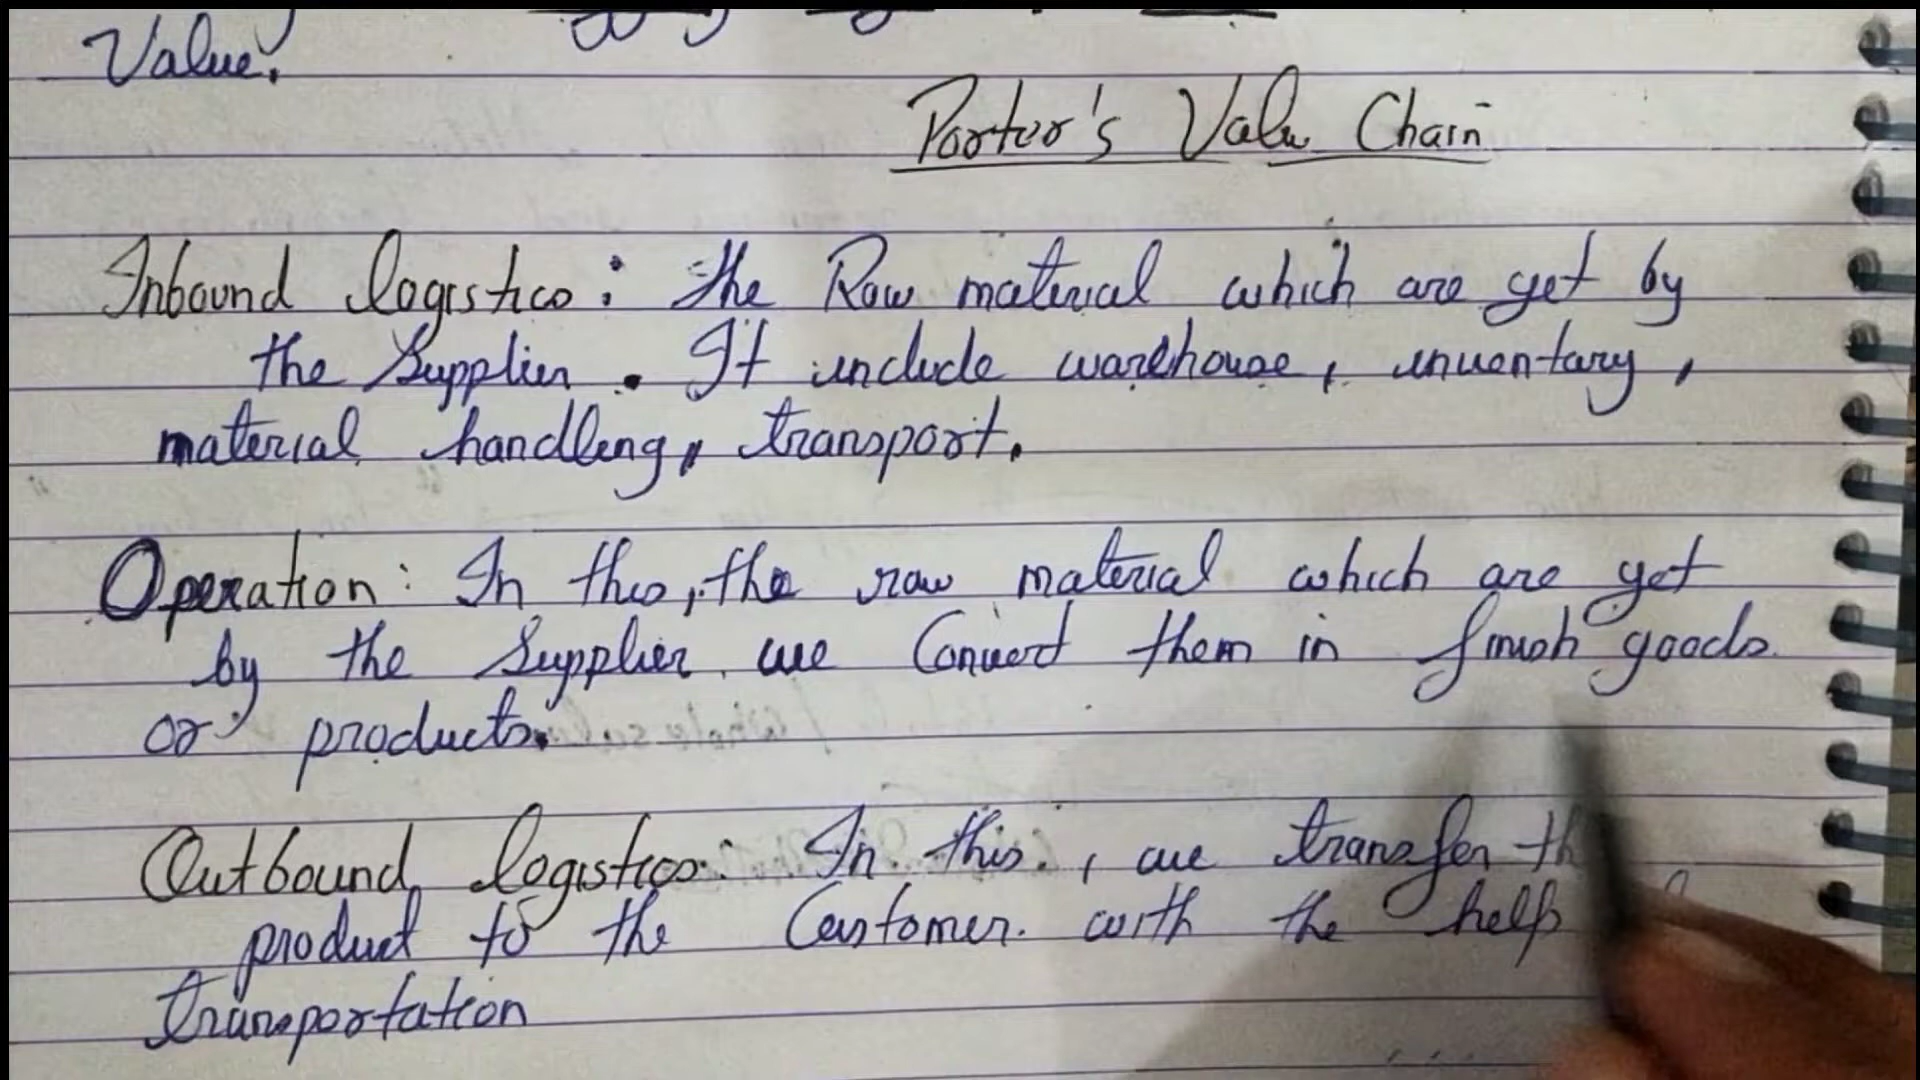 Value.
Porter's Value Chain
Inbound logistics: The Raw material which are get by
the Supplier. It include warehouse, inventary,
material handling, transport.
Operation: In this, the raw material which are get
by the Supplier we Convert them in finish goods
or products.
Outbound logistics: In this, we transfer th
product to the Customer. with the help
transportation